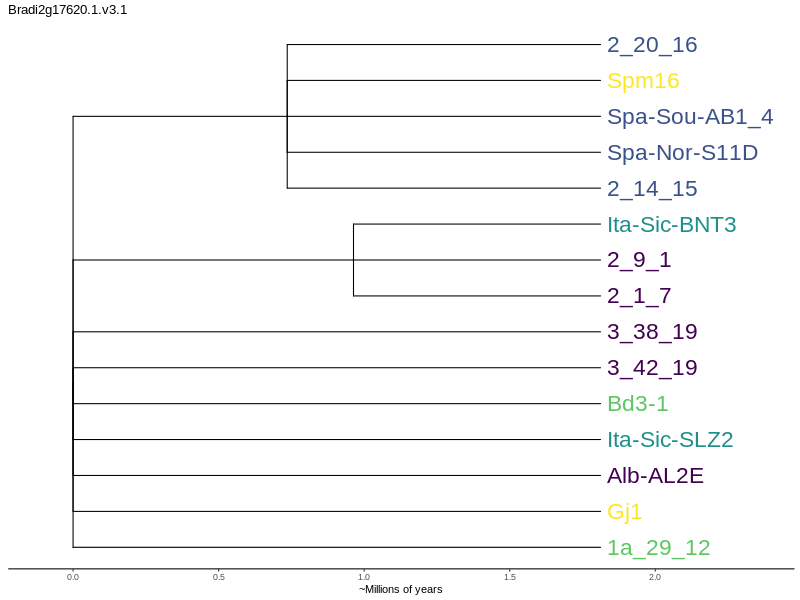 Bradi2g17620.1.v3.1
2_20_16
Spm16
Spa-Sou-AB1_4
Spa-Nor-S11D
2_14_15
Ita-Sic-BNT3
2_9_1
2_1_7
3_38_19
3_42_19
Bd3-1
Ita-Sic-SLZ2
Alb-AL2E
Gj1
1a_29_12
0.0 0.5 1.0 1.5 2.0
~Millions of years